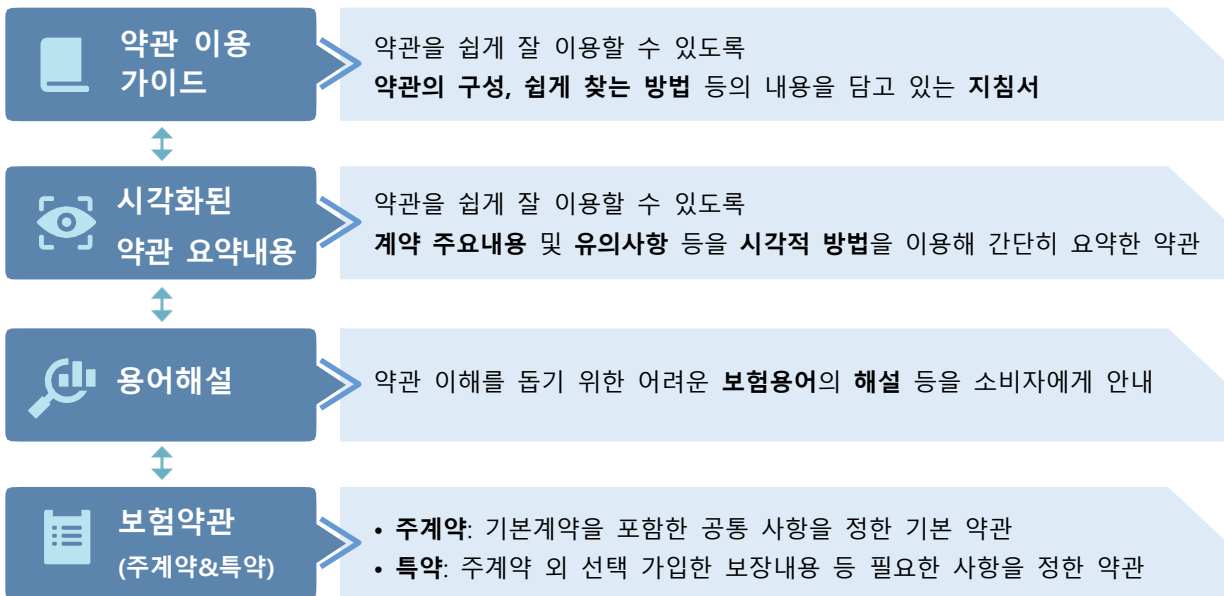 약관 이용
가이드
약관을 쉽게 잘 이용할 수 있도록
약관의 구성, 쉽게 찾는 방법 등의 내용을 담고 있는 지침서
시각화된
약관 요약내용
약관을 쉽게 잘 이용할 수 있도록
계약 주요내용 및 유의사항 등을 시각적 방법을 이용해 간단히 요약한 약관
용어해설
약관 이해를 돕기 위한 어려운 보험용어의 해설 등을 소비자에게 안내
보험약관
(주계약&특약)
• 주계약: 기본계약을 포함한 공통 사항을 정한 기본 약관
• 특약: 주계약 외 선택 가입한 보장내용 등 필요한 사항을 정한 약관